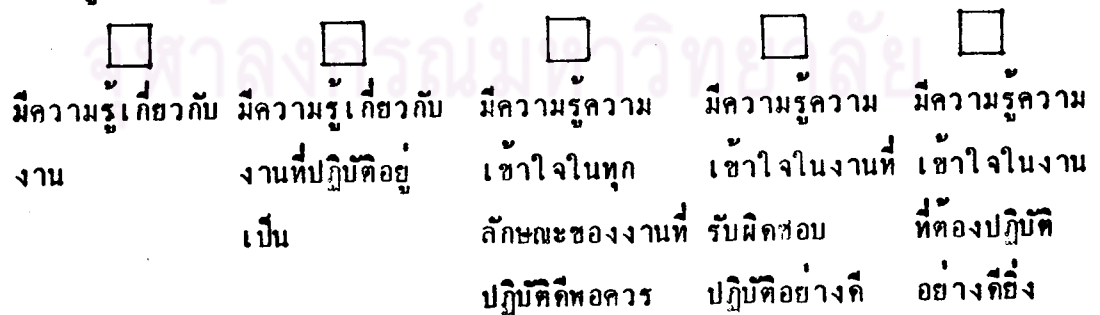 จุฬาลงกรณ์มหาวิทยาลัย
มีความรู้เกี่ยวกับ มีความรู้เกี่ยวกับ มีความรู้ความ มีความรู้ความ มีความรู้ความ
งาน งานที่ปฏิบัติอยู่ เข้าใจในทุก เข้าใจในงานที่ เข้าใจในงาน
เป็น ลักษณะของงานที่ รับผิดชอบ ที่ต้องปฏิบัติ
ปฏิบัติดีพอควร ปฏิบัติอย่างดี อย่างดียิ่ง